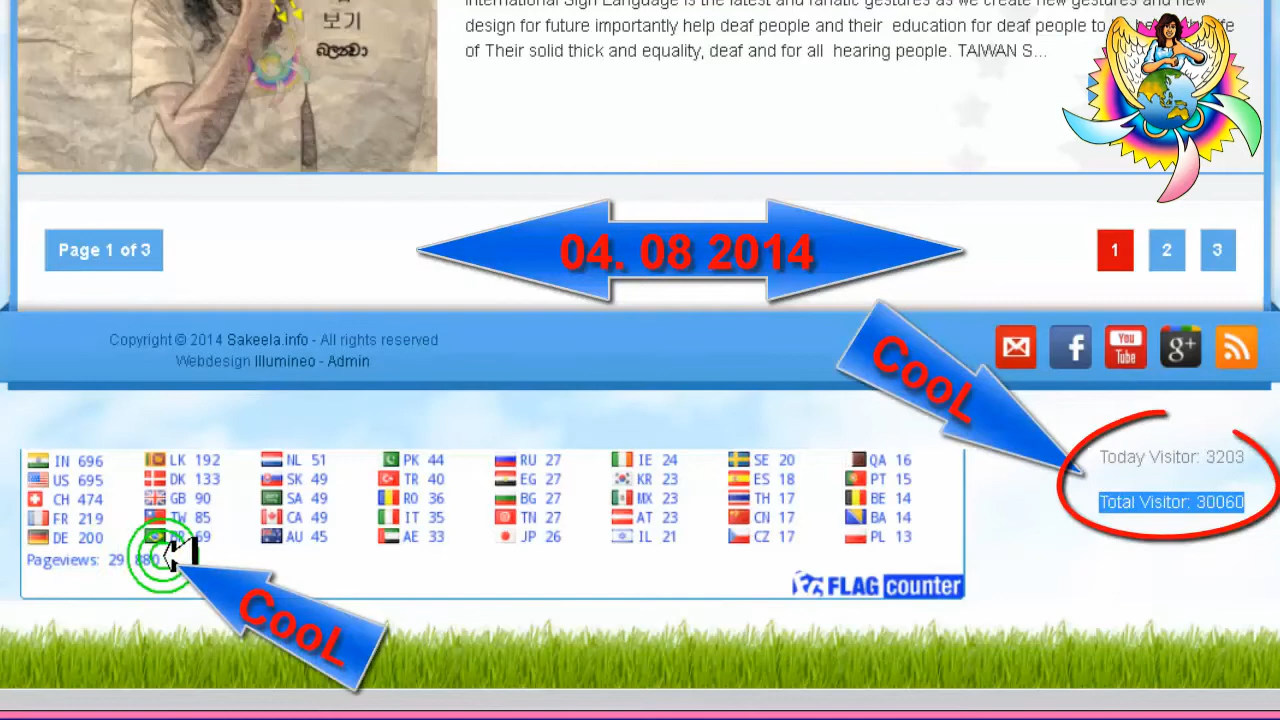 보기
බලනවා
International Sign Language is the latest and fanatic gestures as we create new gestures and new
design for future importantly help deaf people and their education for deaf people to
of Their solid thick and equality, deaf and for all hearing people. TAIWAN S...
Page 1 of 3
04. 08 2014
1 2 3
Copyright © 2014 Sakeela.info - All rights reserved
Webdesign Illumineo - Admin
You
Tube
g+
CooL
Today Visitor: 3203
Total Visitor: 30060
IN 696 LK 192 NL 51 PK 44 RU 27 IE 24 SE 20 QA 16
US 695 DK 133 SK 49 TR 40 EG 27 KR 23 ES 18 PT 15
CH 474 GB 90 SA 49 RO 36 BG 27 MX 23 TH 17 BE 14
FR 219 TW 85 CA 49 IT 35 TN 27 AT 23 CN 17 BA 14
DE 200 69 AU 45 AE 33 JP 26 IL 21 CZ 17 PL 13
Pageviews: 29 880
FLAG counter
CooL